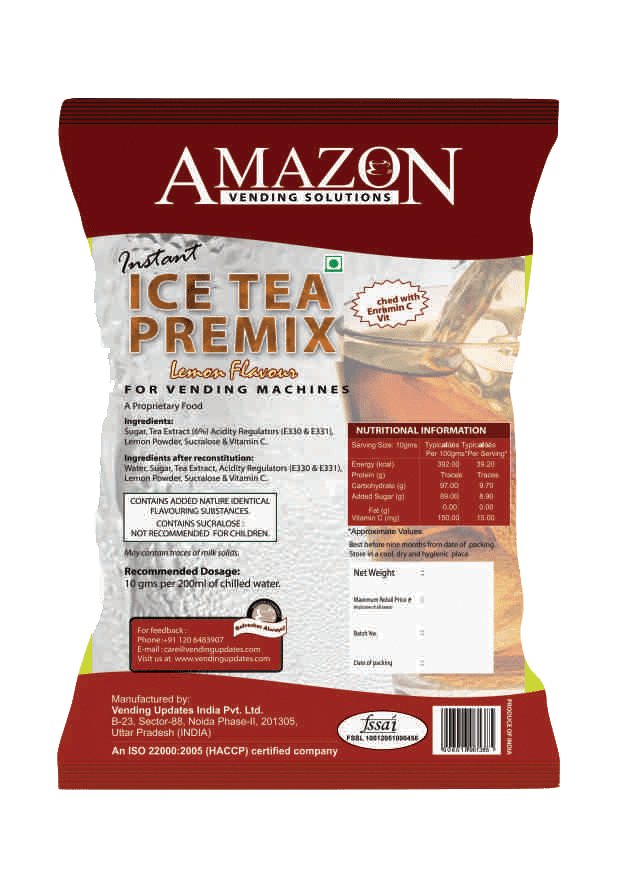 AMAZON
VENDING SOLUTIONS
Instant
ICE TEA
PREMIX
Lemon Flavour
FOR VENDING MACHINES
ched with
Enri min C
Vit
A Proprietary Food
Ingredients:
Sugar, Tea Extract (6%) Acidity Regulators (E330 & E331),
Lemon Powder, Sucralose & Vitamin C.
Ingredients after reconstitution:
Water, Sugar, Tea Extract, Acidity Regulators (E330 & E331),
Lemon Powder, Sucralose & Vitamin C.
CONTAINS ADDED NATURE IDENTICAL
FLAVOURING SUBSTANCES.
CONTAINS SUCRALOSE :
NOT RECOMMENDED FOR CHILDREN.
May contain traces of milk solids.
Recommended Dosage:
10 gms per 200ml of chilled water.
NUTRITIONAL INFORMATION
Serving Size: 10gms
Per 100gms* Per Serving*
Energy (kcal) 392.00 39.20
Protein (g) Traces Traces
Carbohydrate (g) 97.00 9.70
Added Sugar (g) 89.00 8.90
Fat (g) 0.00 0.00
Vitamin C (mg) 150.00 15.00
*Approximate Values
Best before nine months from date of packing.
Store in a cool, dry and hygienic place
Net Weight :
Maximum Retail Price ₹ :
Batch No. :
Date of packing :
Refreshes Always!
For feedback :
Phone :+91 120 6463907
E-mail : care@vendingupdates.com
Visit us at www.vendingupdates.com
Manufactured by:
Vending Updates India Pvt. Ltd.
B-23, Sector-88, Noida Phase-II, 201305,
Uttar Pradesh (INDIA)
An ISO 22000:2005 (HACCP) certified company
fssai
PRODUCE OF INDIA